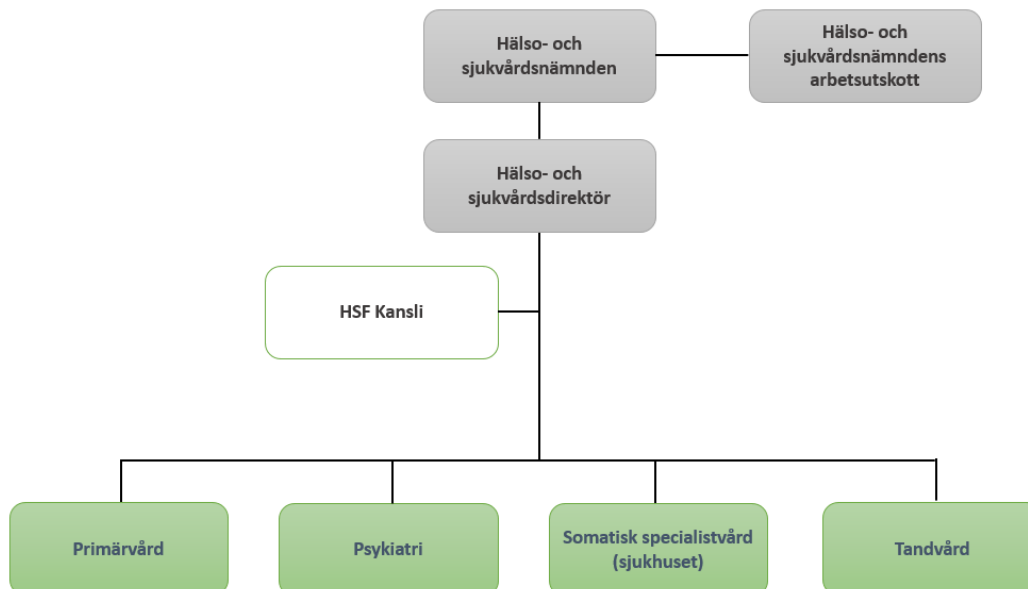 Hälso- och
sjukvårdsnämnden
Hälso- och
sjukvårdsnämndens
arbetsutskott
Hälso- och
sjukvårdsdirektör
HSF Kansli
Primärvård
Psykiatri
Somatisk specialistvård
(sjukhuset)
Tandvård